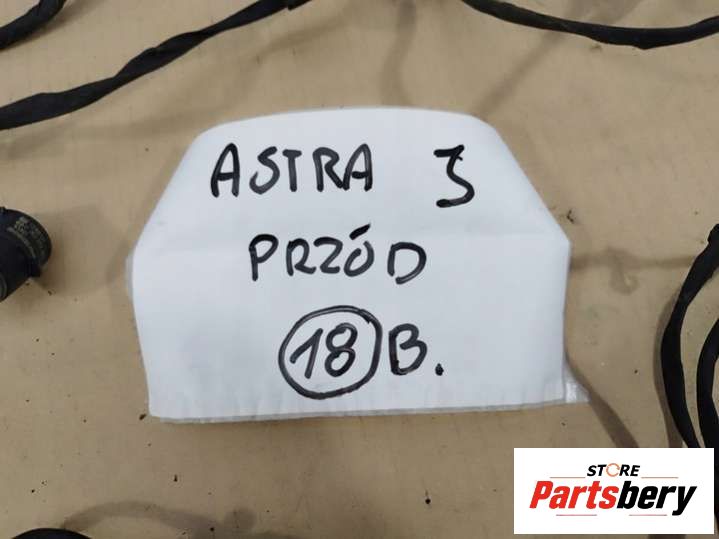 ASTRA J
PRZÓD
18 B.
STORE
Partsbery